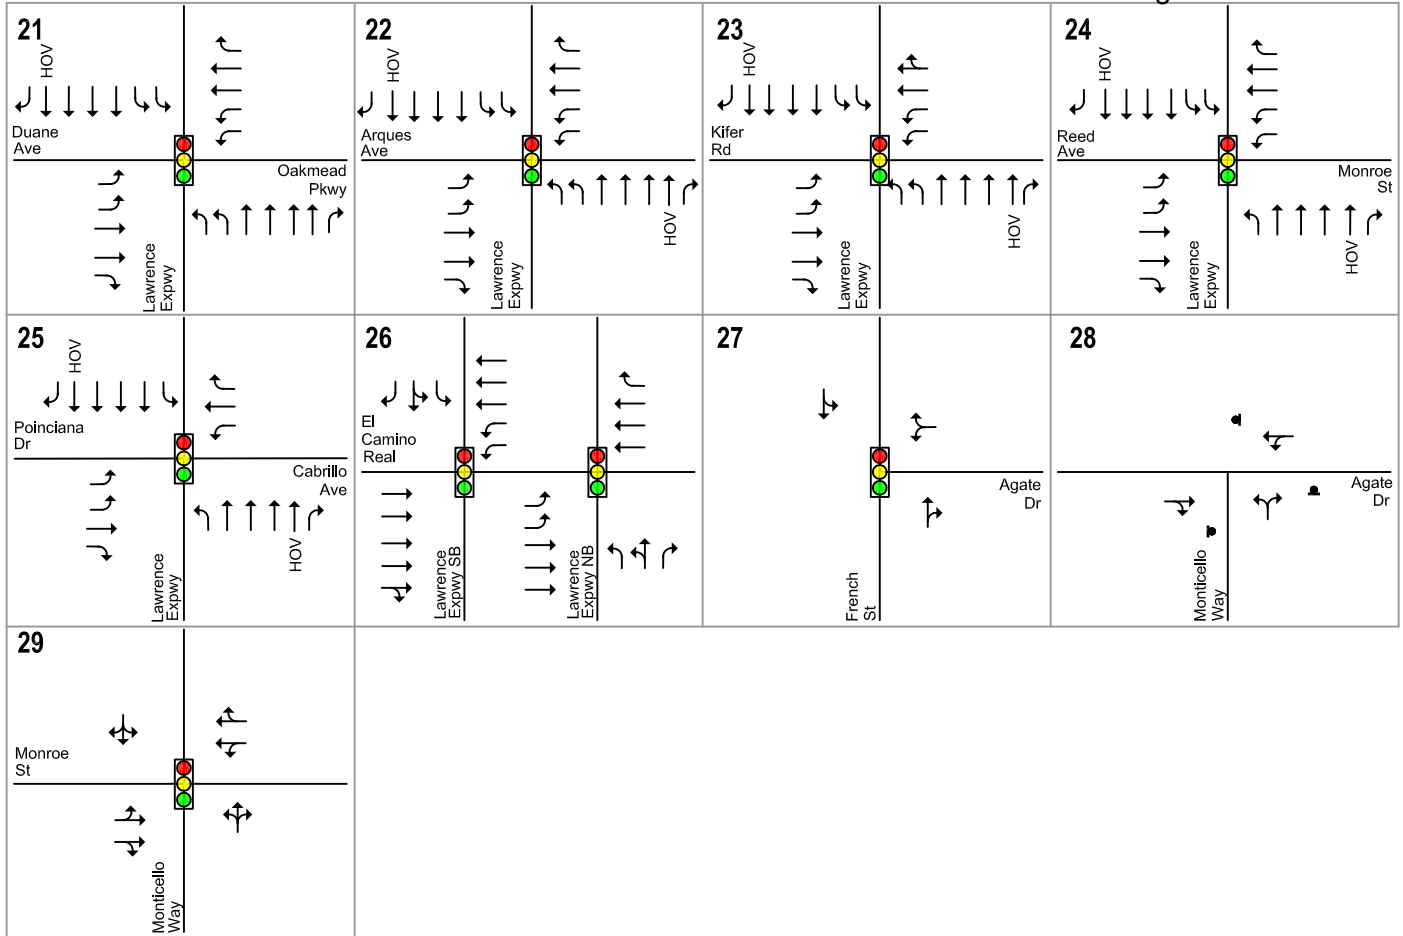 21
HOV
Duane
Ave
Oakmead
Pkwy
Lawrence
Expwy
22
HOV
Arques
Ave
HOV
Lawrence
Expwy
23
HOV
Kifer
Rd
HOV
Lawrence
Expwy
24
HOV
Reed
Ave
Monroe
St
HOV
Lawrence
Expwy
25
HOV
Poinciana
Dr
Cabrillo
Ave
HOV
Lawrence
Expwy
26
El
Camino
Real
Lawrence
Expwy SB
Lawrence
Expwy NB
27
Agate
Dr
French
St
28
Agate
Dr
Monticello
Way
29
Monroe
St
Monticello
Way